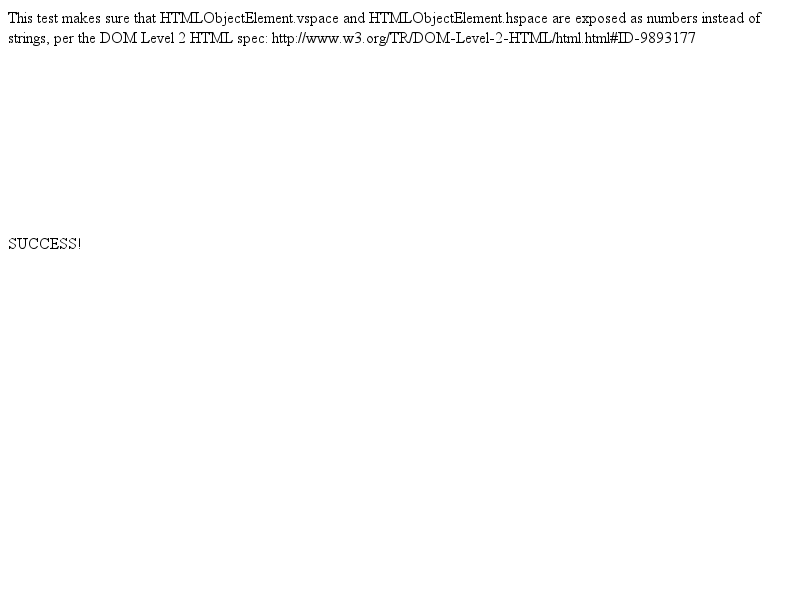 This test makes sure that HTMLObjectElement.vspace and HTMLObjectElement.hspace are exposed as numbers instead of
strings, per the DOM Level 2 HTML spec: http://www.w3.org/TR/DOM-Level-2-HTML/html.html#ID-9893177
SUCCESS!